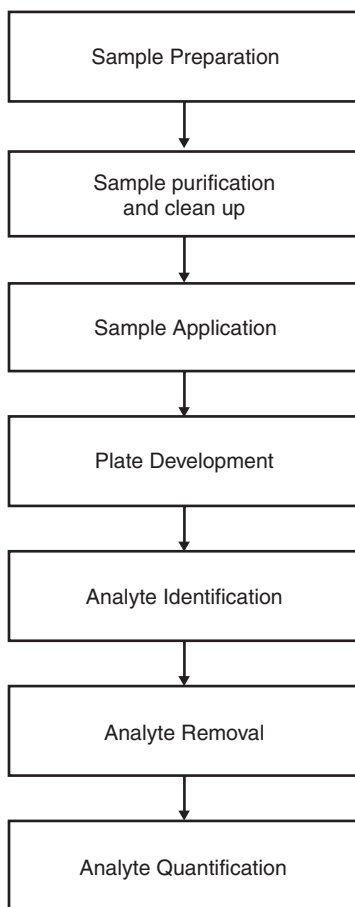 Sample Preparation
Sample purification
and clean up
Sample Application
Plate Development
Analyte Identification
Analyte Removal
Analyte Quantification